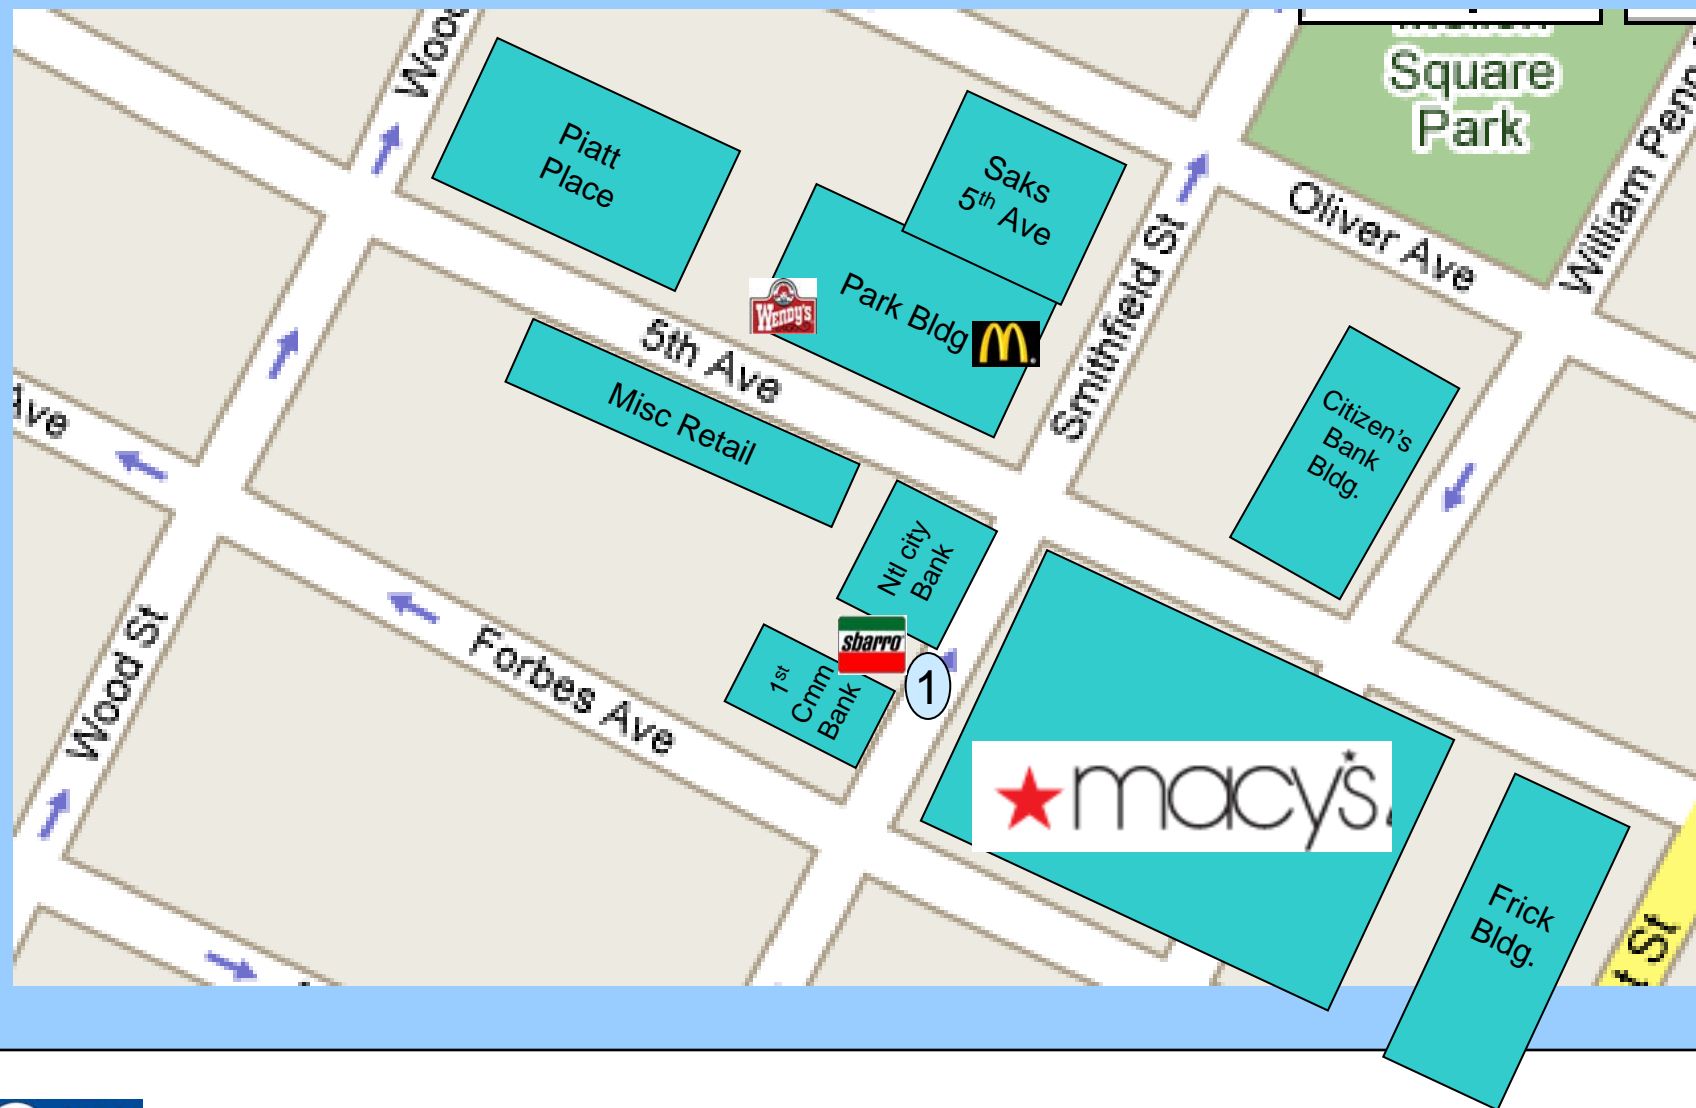 Square
Park
Piatt
Place
Saks
5th Ave
Oliver Ave
William Penn
Park Bldg
WENDY'S
5th Ave
Smithfield St
Misc Retail
Citizen's
Bank
Bldg.
Ave
Ntl city
Bank
sbarro
1st
Cmm
Bank
1
Wood St
Forbes Ave
macy's
Frick
Bldg.
St